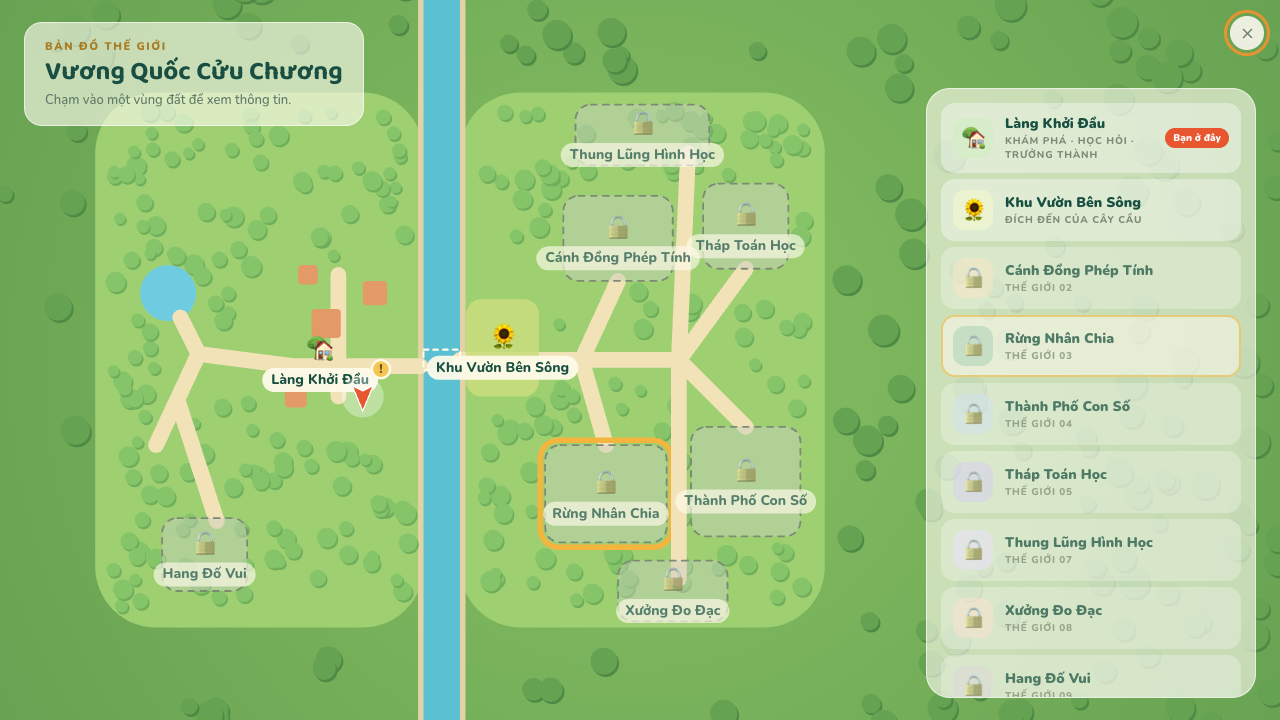 BẢN ĐỒ THẾ GIỚI
Vương Quốc Cửu Chương
Chạm vào một vùng đất để xem thông tin.
Thung Lũng Hình Học
Cánh Đồng Phép Tính
Tháp Toán Học
Khu Vườn Bên Sông
Làng Khởi Đầu
!
Rừng Nhân Chia
Thành Phố Con Số
Hang Đố Vui
Xưởng Đo Đạc
Làng Khởi Đầu
KHÁM PHÁ · HỌC HỎI ·
TRƯỞNG THÀNH
Bạn ở đây
Khu Vườn Bên Sông
ĐÍCH ĐẾN CỦA CÂY CẦU
Cánh Đồng Phép Tính
THẾ GIỚI 02
Rừng Nhân Chia
THẾ GIỚI 03
Thành Phố Con Số
THẾ GIỚI 04
Tháp Toán Học
THẾ GIỚI 05
Thung Lũng Hình Học
THẾ GIỚI 07
Xưởng Đo Đạc
THẾ GIỚI 08
Hang Đố Vui
THẾ GIỚI 09